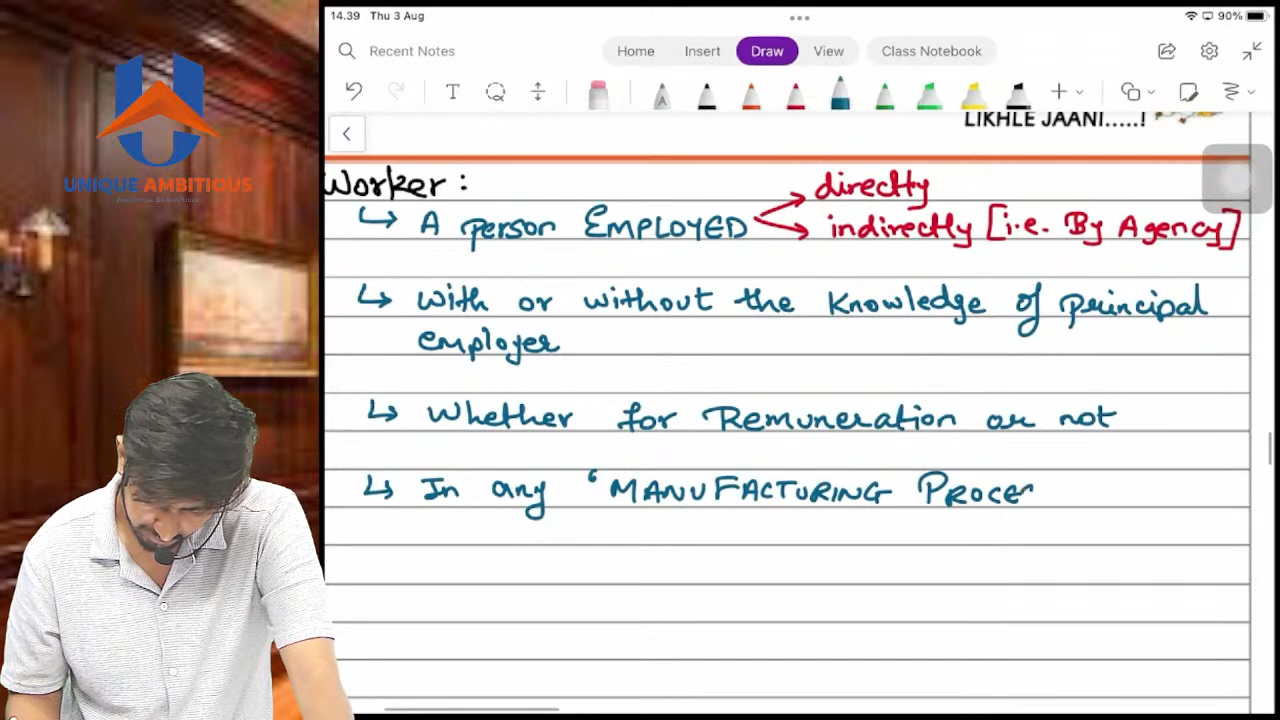 14.39 Thu 3 Aug
90%
Recent Notes
Home Insert Draw View Class Notebook
LIKHLE JAANI.....!
UNIQUE AMBITIOUS
Worker :
directly
↳ A person EMPLOYED
indirectly [i.e. By Agency]
↳ With or without the Knowledge of principal
employer
↳ Whether for Remuneration or not
↳ In any ‘MANUFACTURING PROCE